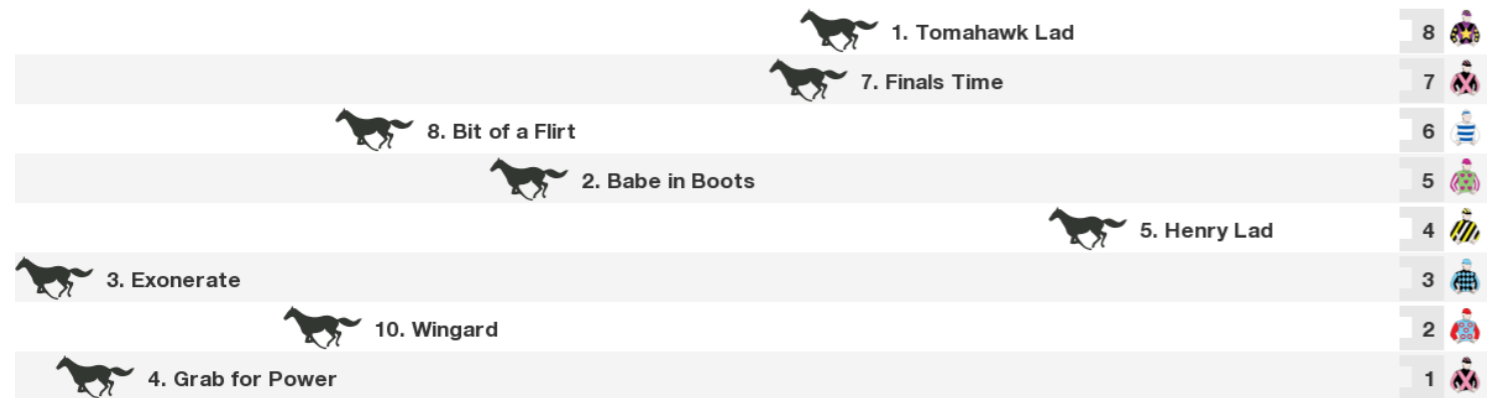 1. Tomahawk Lad 8
7. Finals Time 7
8. Bit of a Flirt 6
2. Babe in Boots 5
5. Henry Lad 4
3. Exonerate 3
10. Wingard 2
4. Grab for Power 1